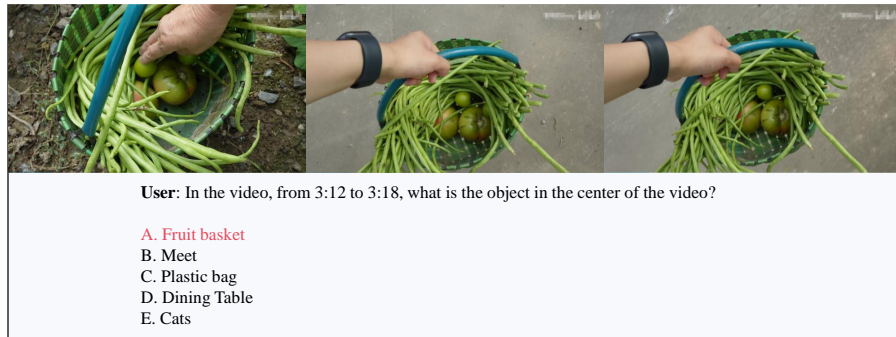 User: In the video, from 3:12 to 3:18, what is the object in the center of the video?
A. Fruit basket
B. Meet
C. Plastic bag
D. Dining Table
E. Cats